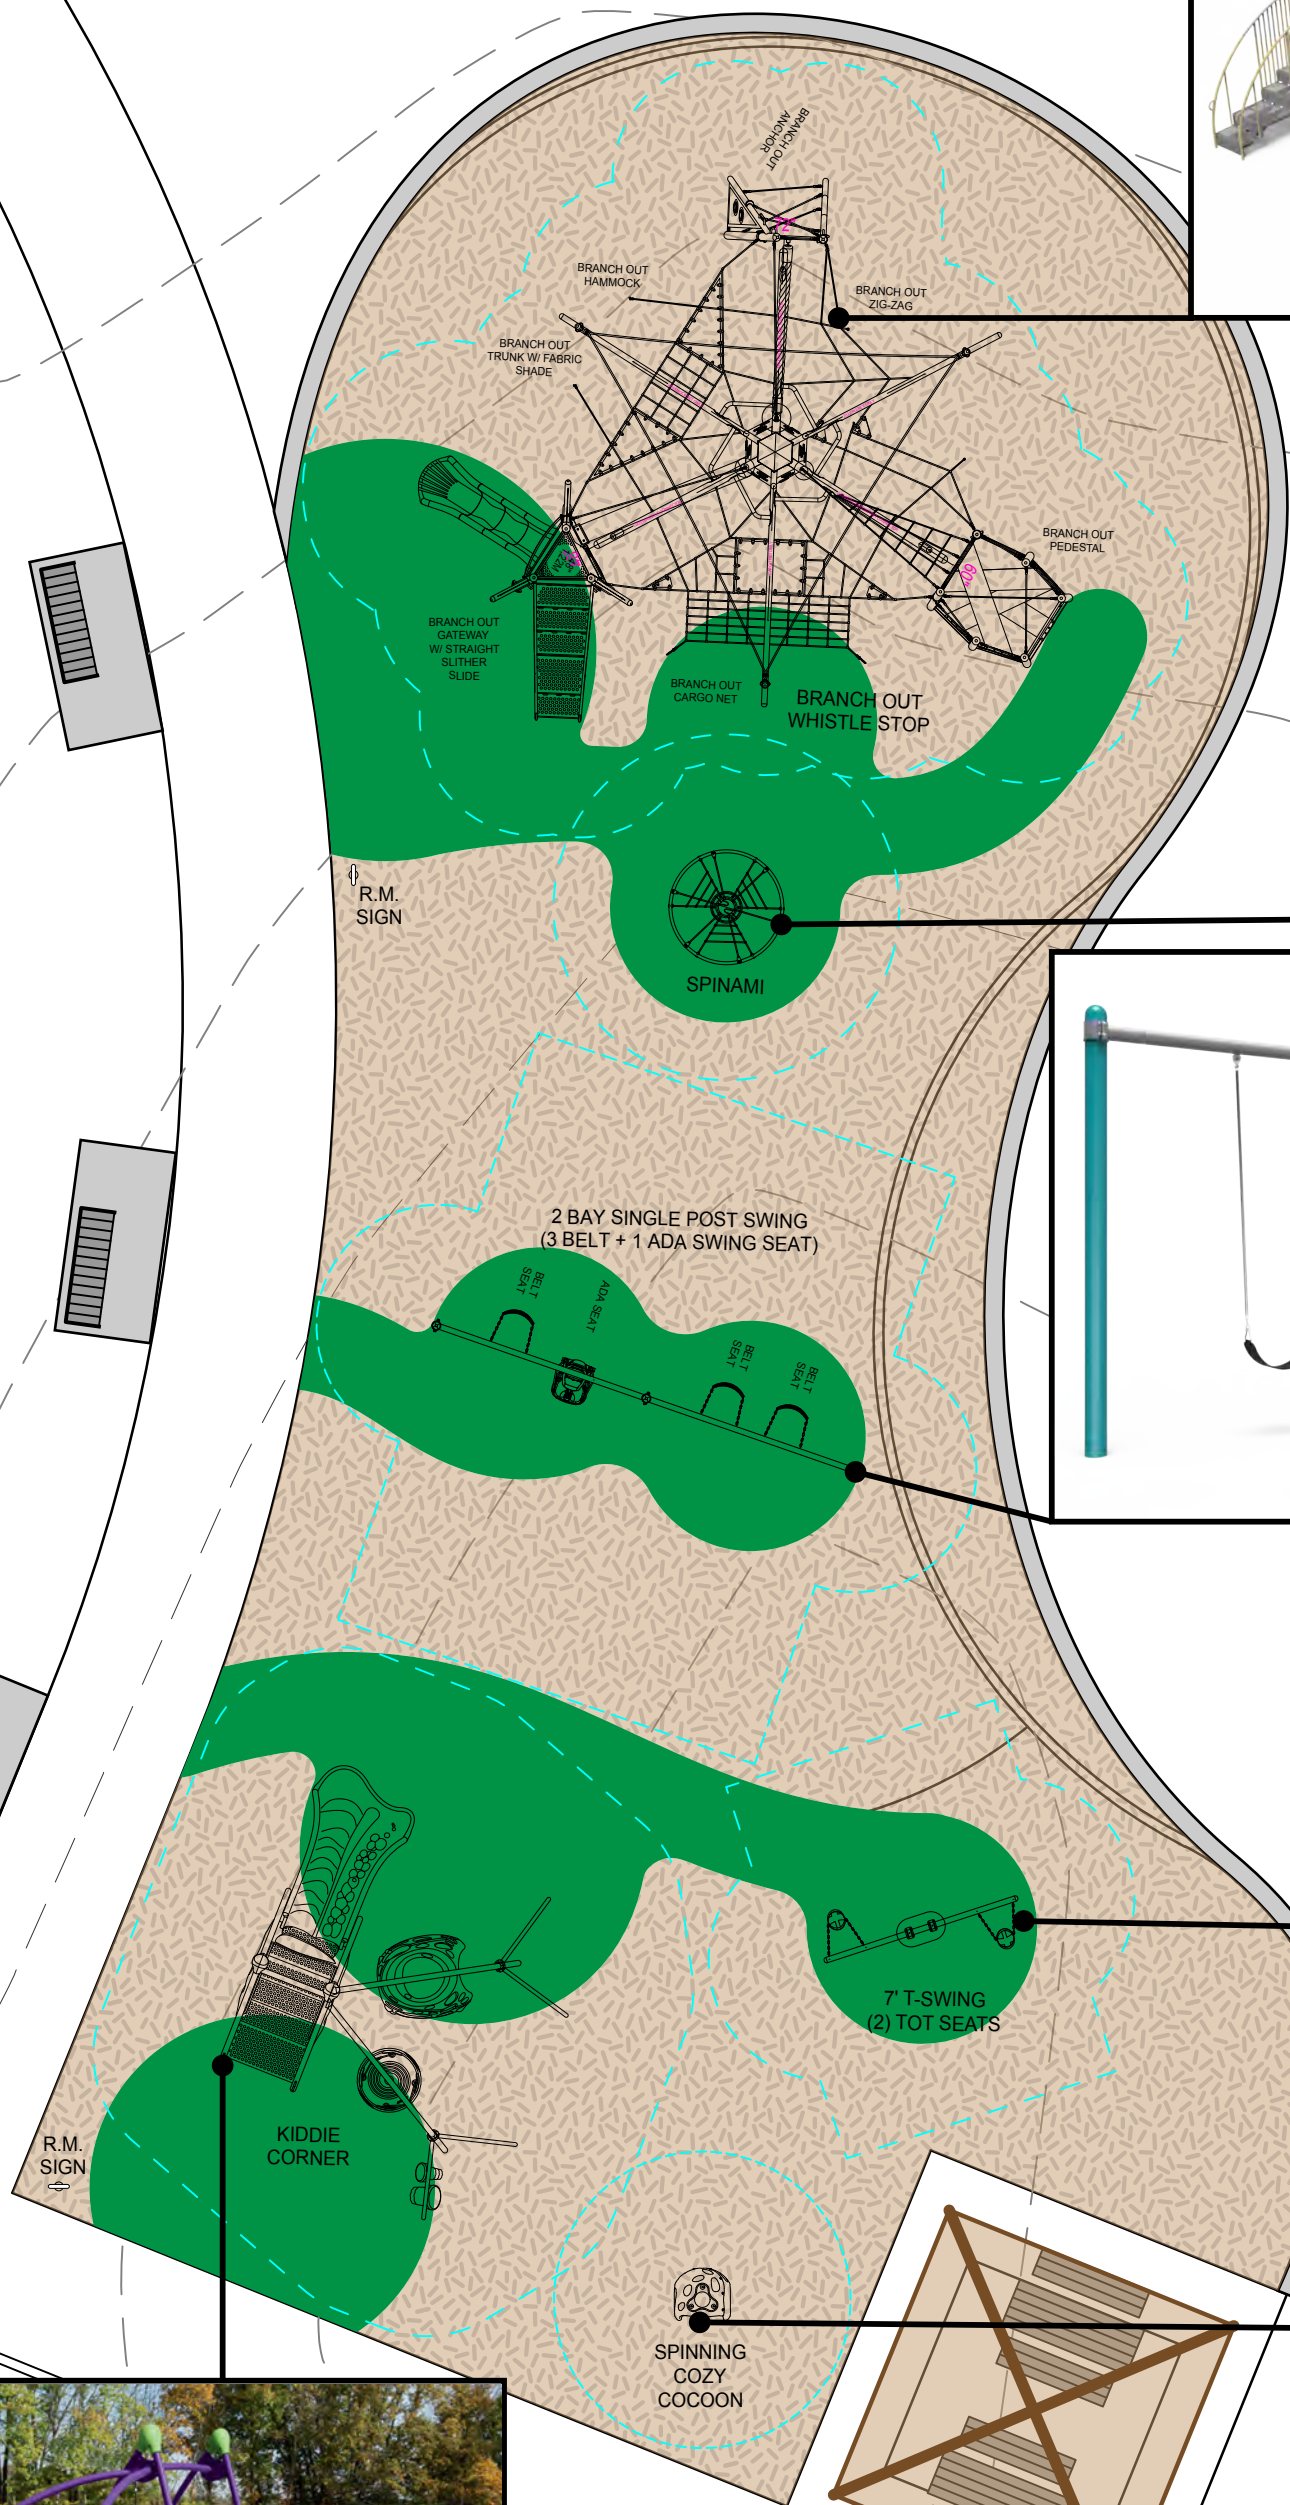 BRANCH OUT
ANCHOR
72"
BRANCH OUT
HAMMOCK
BRANCH OUT
ZIG-ZAG
BRANCH OUT
TRUNK W/ FABRIC
SHADE
BRANCH OUT
PEDESTAL
60"
BRANCH OUT
GATEWAY
W/ STRAIGHT
SLITHER
SLIDE
BRANCH OUT
CARGO NET
BRANCH OUT
WHISTLE STOP
R.M.
SIGN
SPINAMI
2 BAY SINGLE POST SWING
(3 BELT + 1 ADA SWING SEAT)
BELT
SEAT
ADA SEAT
BELT
SEAT
BELT
SEAT
7' T-SWING
(2) TOT SEATS
KIDDIE
CORNER
R.M.
SIGN
SPINNING
COZY
COCOON